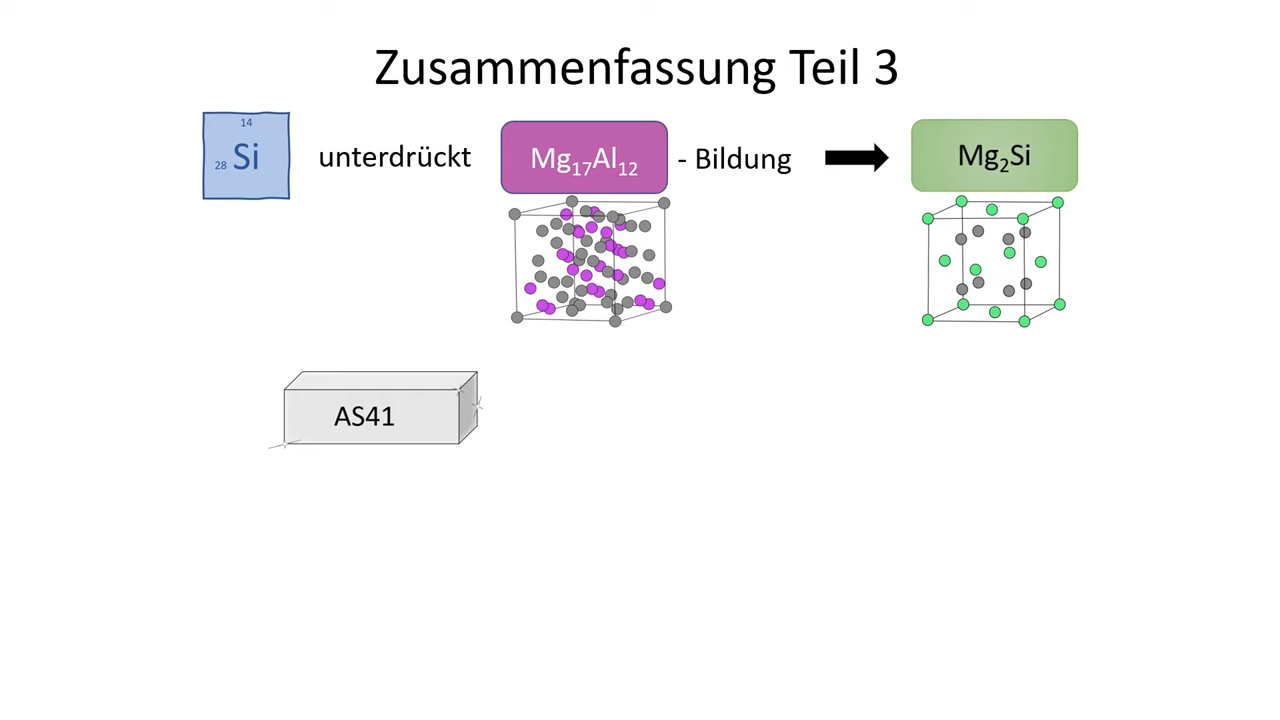 Zusammenfassung Teil 3
14
28 Si unterdrückt Mg₁₇Al₁₂ - Bildung Mg₂Si
AS41